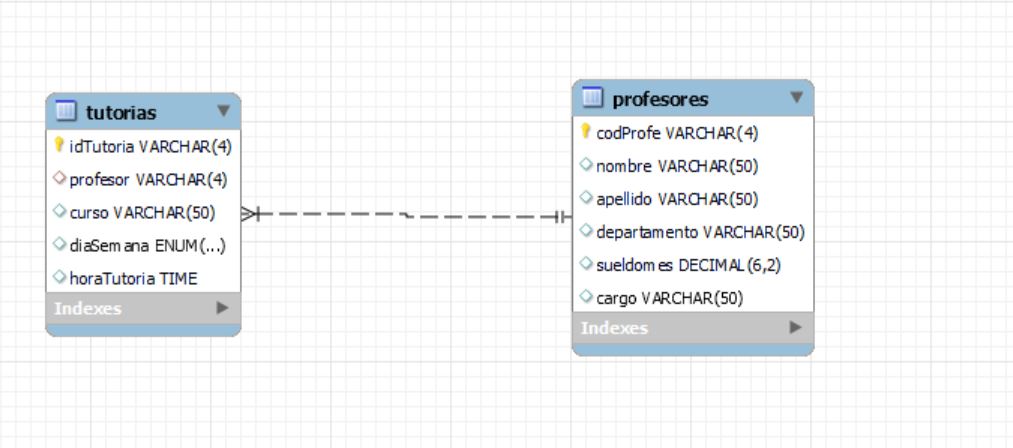 tutorias
idTutoria VARCHAR(4)
profesor VARCHAR(4)
curso VARCHAR(50)
diaSemana ENUM(...)
horaTutoria TIME
Indexes
profesores
codProfe VARCHAR(4)
nombre VARCHAR(50)
apellido VARCHAR(50)
departamento VARCHAR(50)
sueldomes DECIMAL(6,2)
cargo VARCHAR(50)
Indexes